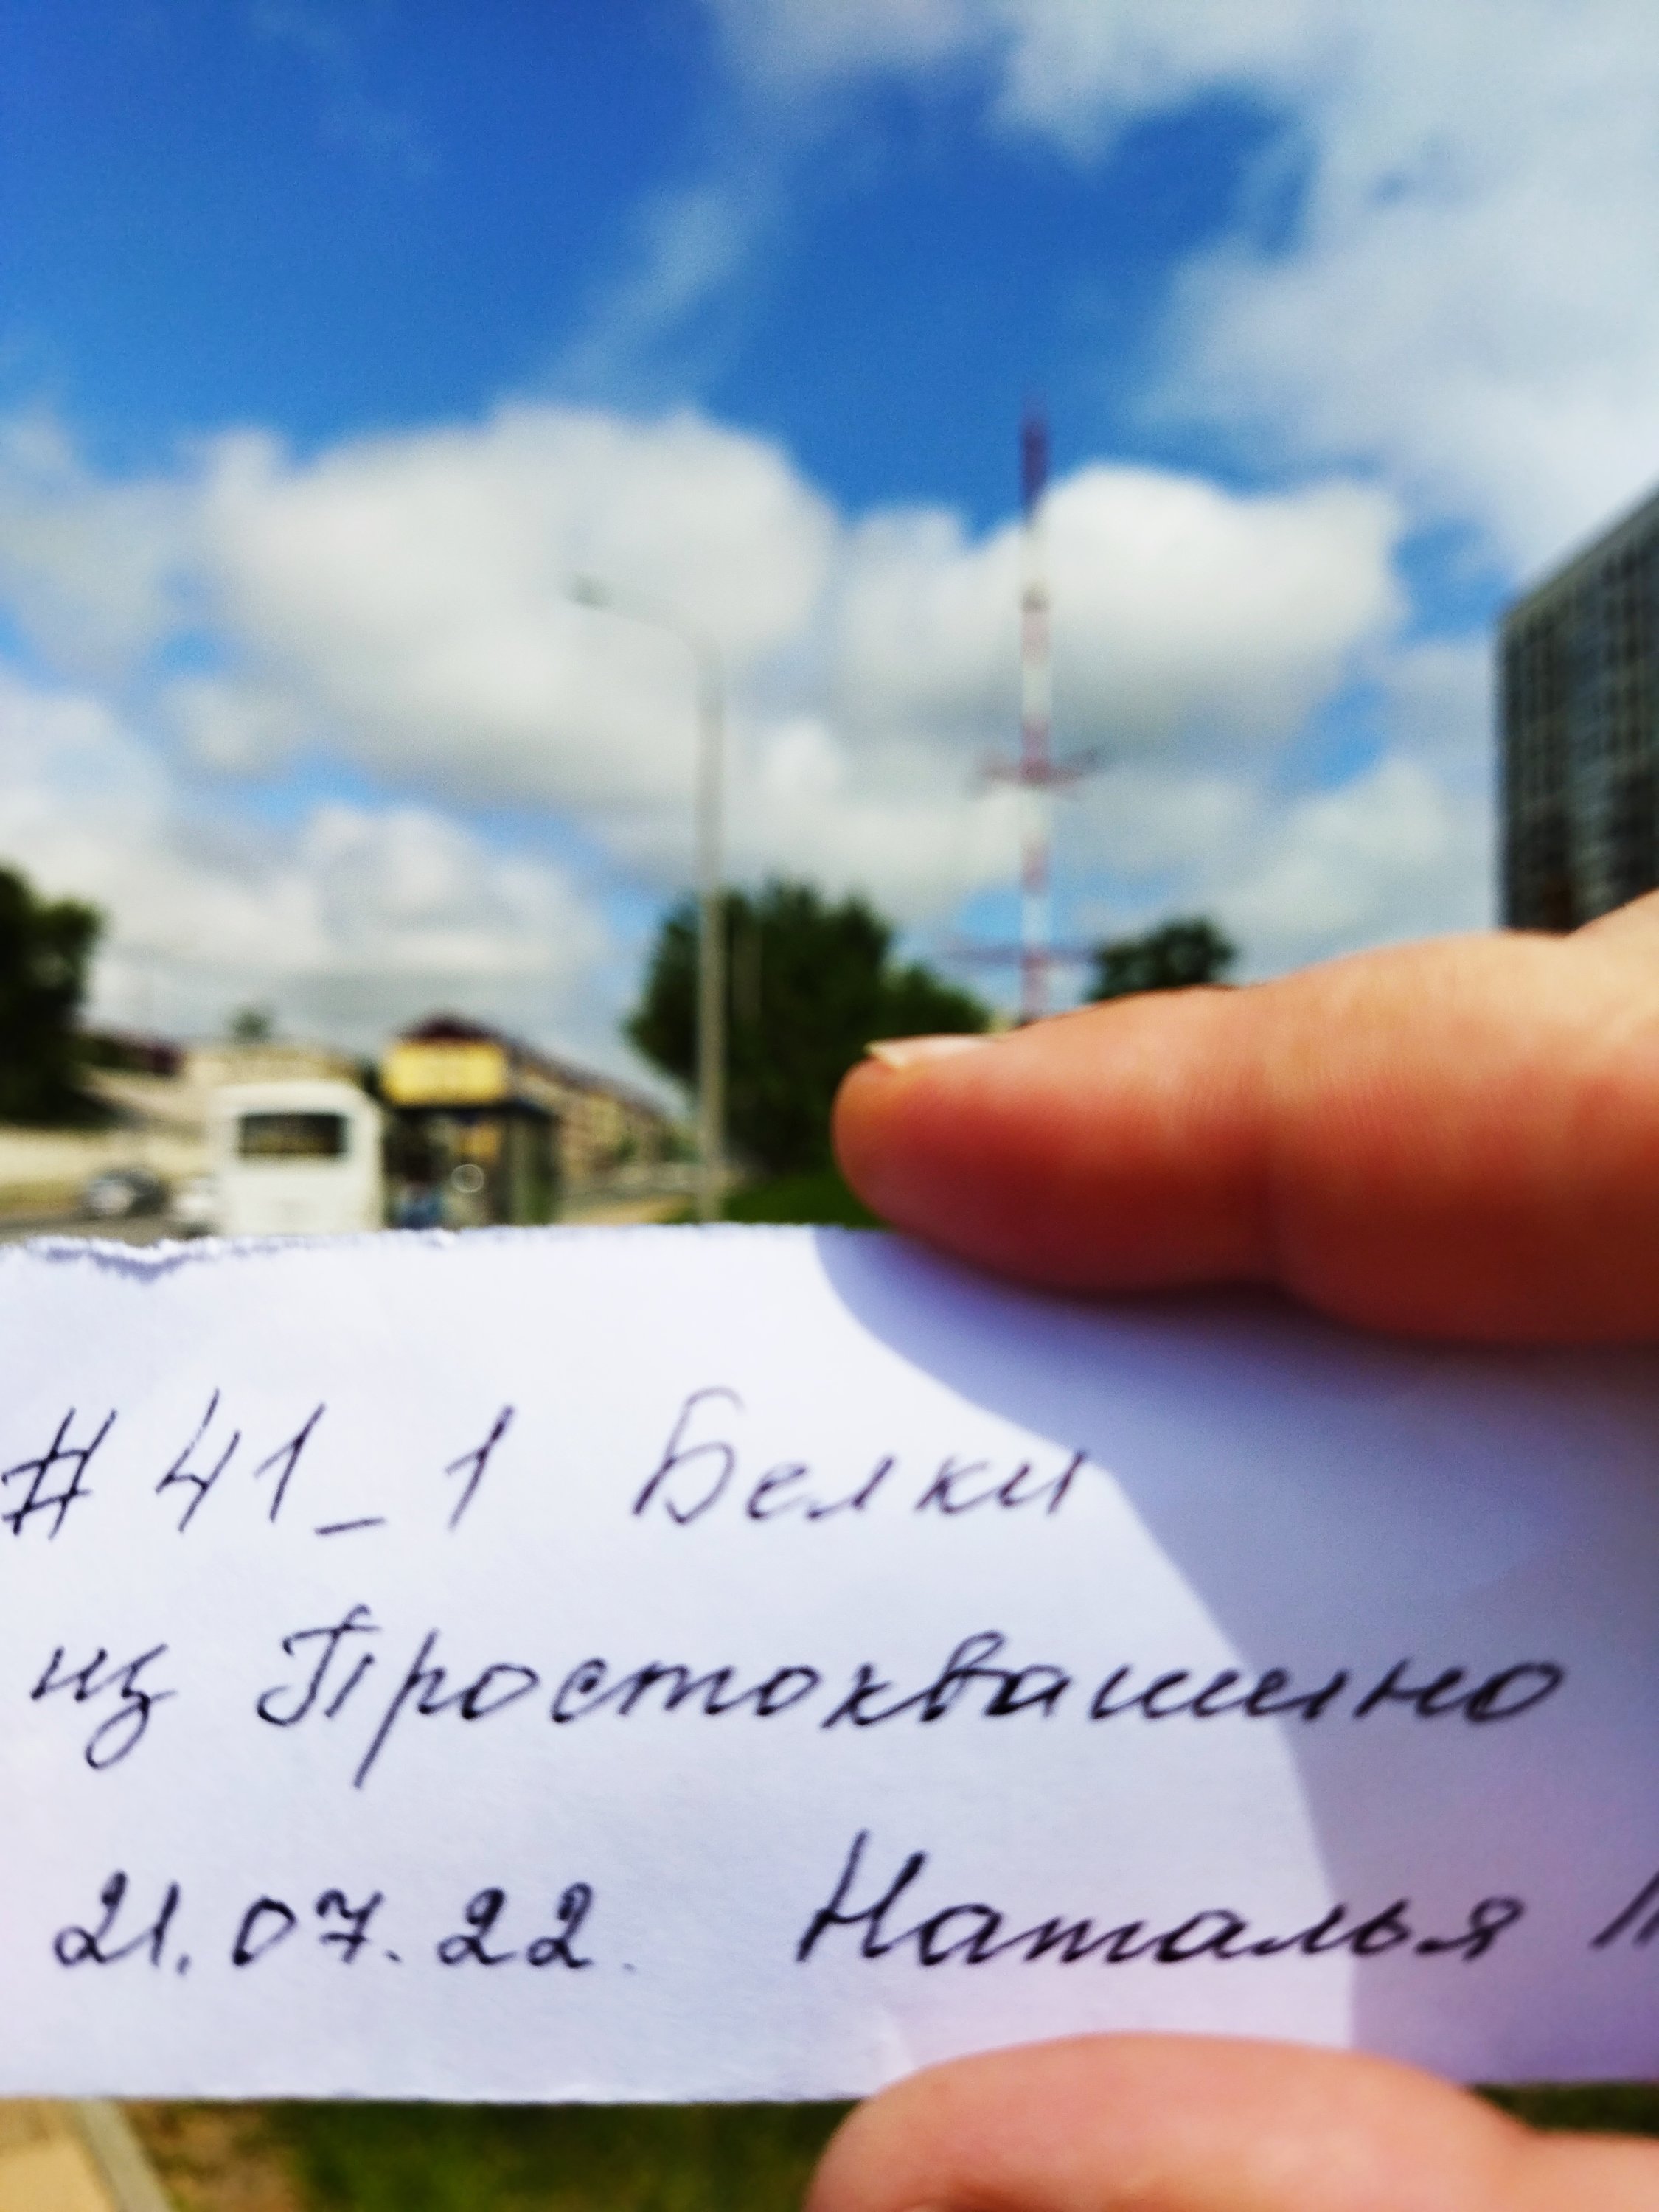 #41_1 Белки
из Простоквашино
21.07.22. Наталья